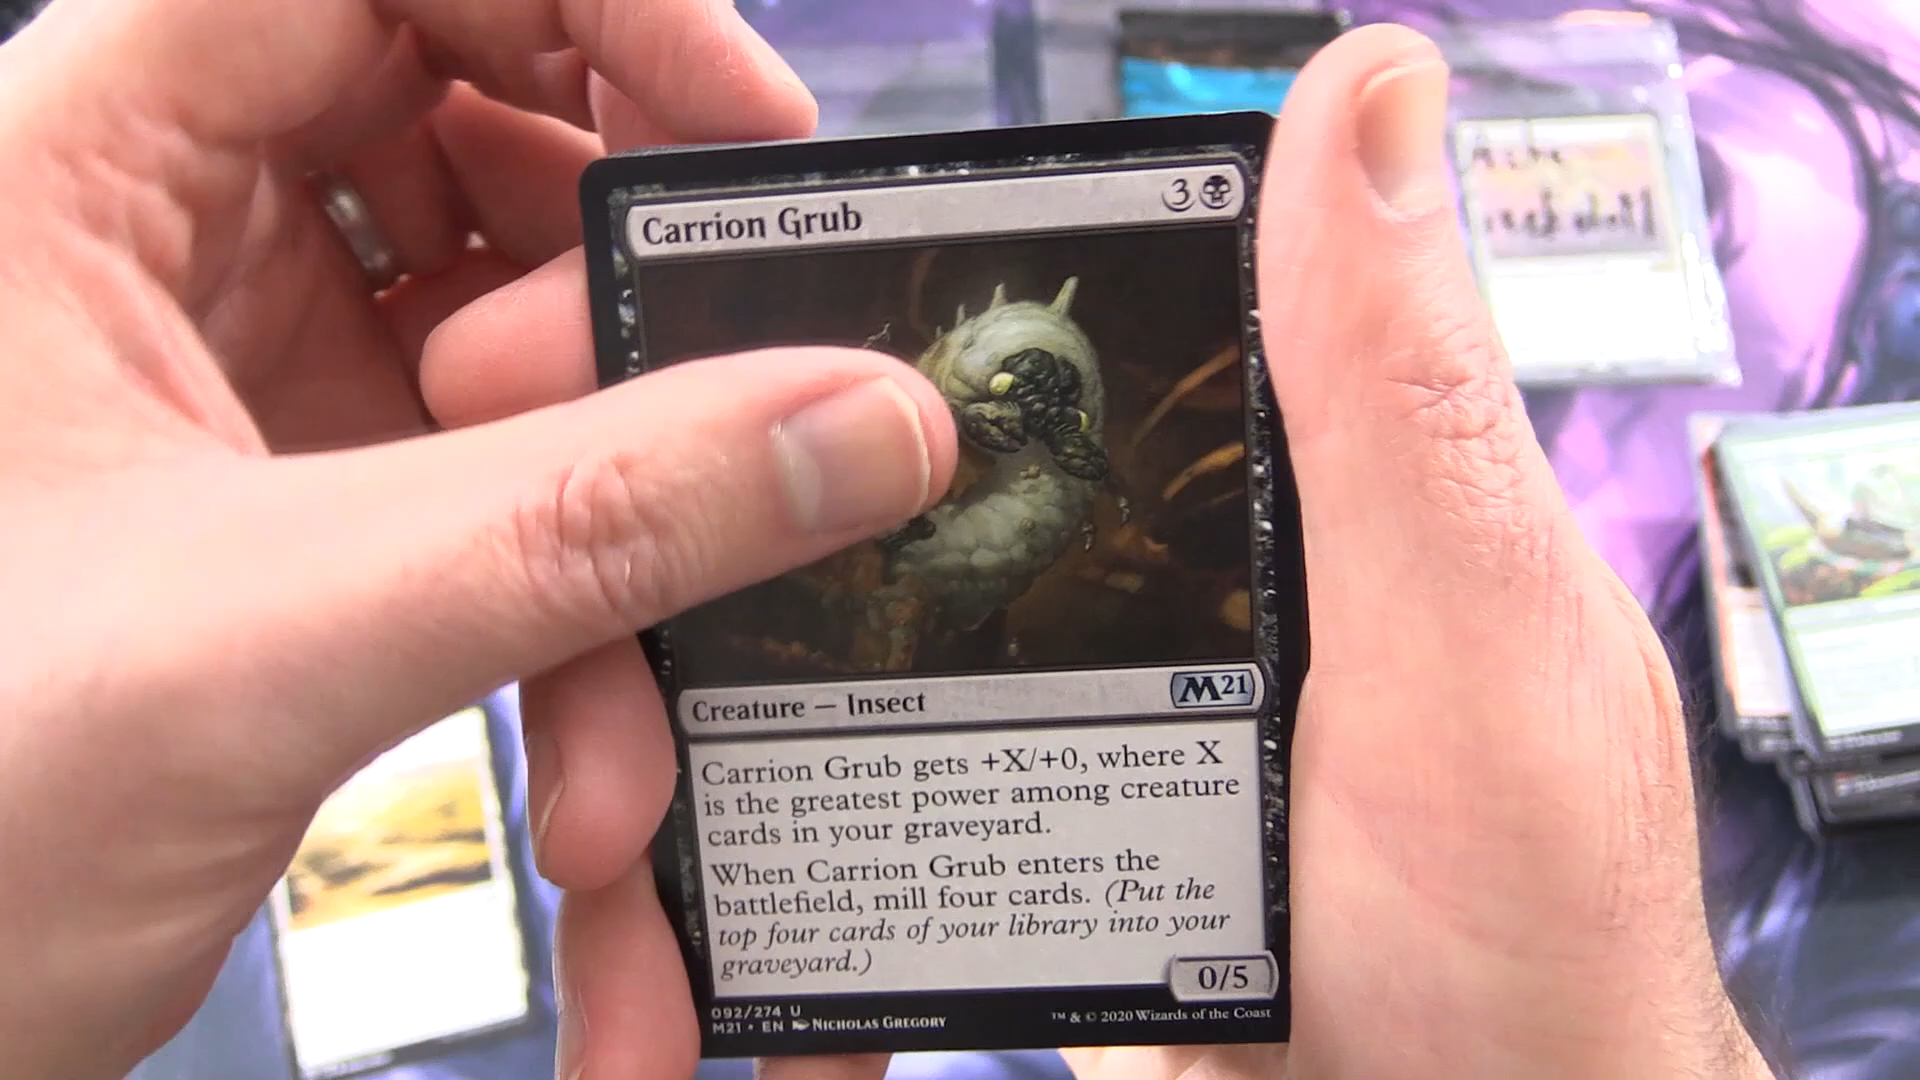 Carrion Grub
3
Creature — Insect
M21
Carrion Grub gets +X/+0, where X
is the greatest power among creature
cards in your graveyard.
When Carrion Grub enters the
battlefield, mill four cards. (Put the
top four cards of your library into your
graveyard.)
0/5
092/274 U
M21 • EN NICHOLAS GREGORY
™ & © 2020 Wizards of the Coast